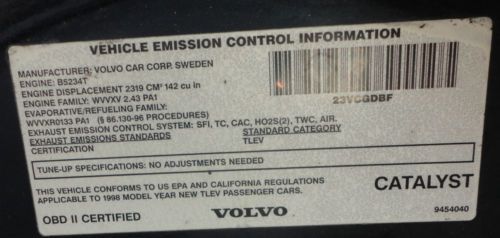 VEHICLE EMISSION CONTROL INFORMATION
MANUFACTURER: VOLVO CAR CORP. SWEDEN
ENGINE: B5234T
ENGINE DISPLACEMENT 2319 CM³ 142 cu in
ENGINE FAMILY: WVVXV 2.43 PA1
EVAPORATIVE/REFUELING FAMILY:
WVVXR0133 PA1 (§ 86.130-96 PROCEDURES)
23VCGDBF
EXHAUST EMISSION CONTROL SYSTEM: SFI, TC, CAC, HO2S(2), TWC, AIR.
EXHAUST EMISSIONS STANDARDS STANDARD CATEGORY
TLEV
TUNE-UP SPECIFICATIONS: NO ADJUSTMENTS NEEDED
THIS VEHICLE CONFORMS TO US EPA AND CALIFORNIA REGULATIONS
APPLICABLE TO 1998 MODEL YEAR NEW TLEV PASSENGER CARS.
CATALYST
OBD II CERTIFIED VOLVO 9454040